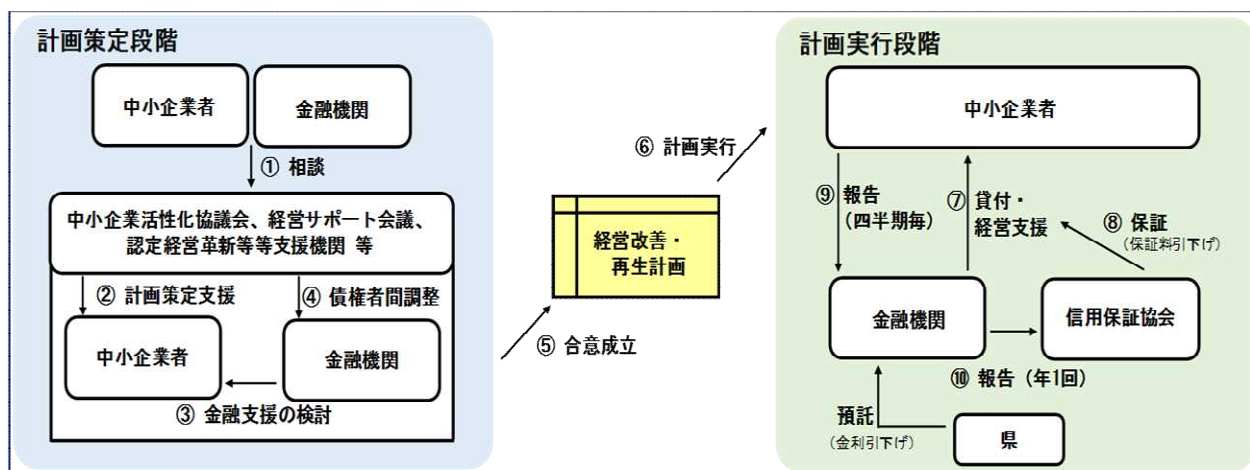 計画策定段階
中小企業者
金融機関
① 相談
中小企業活性化協議会、経営サポート会議、
認定経営革新等等支援機関 等
② 計画策定支援
④ 債権者間調整
中小企業者
金融機関
③ 金融支援の検討
⑤ 合意成立
経営改善・
再生計画
⑥ 計画実行
計画実行段階
中小企業者
⑨ 報告
(四半期毎)
⑦ 貸付・
経営支援
⑧ 保証
(保証料引下げ)
金融機関
信用保証協会
⑩ 報告（年1回）
預託
(金利引下げ)
県